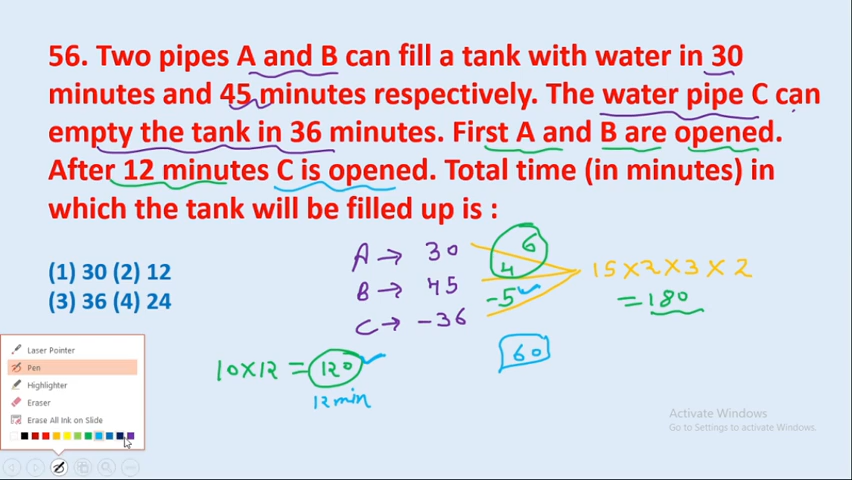 56. Two pipes A and B can fill a tank with water in 30
minutes and 45 minutes respectively. The water pipe C can
empty the tank in 36 minutes. First A and B are opened.
After 12 minutes C is opened. Total time (in minutes) in
which the tank will be filled up is :
(1) 30 (2) 12
(3) 36 (4) 24
A → 30
B → 45
C → -36
6
4
-5
15 x 2 x 3 x 2
= 180
10 x 12 = 120
12 min
60
Laser Pointer
Pen
Highlighter
Eraser
Erase All Ink on Slide
Activate Windows
Go to Settings to activate Windows.